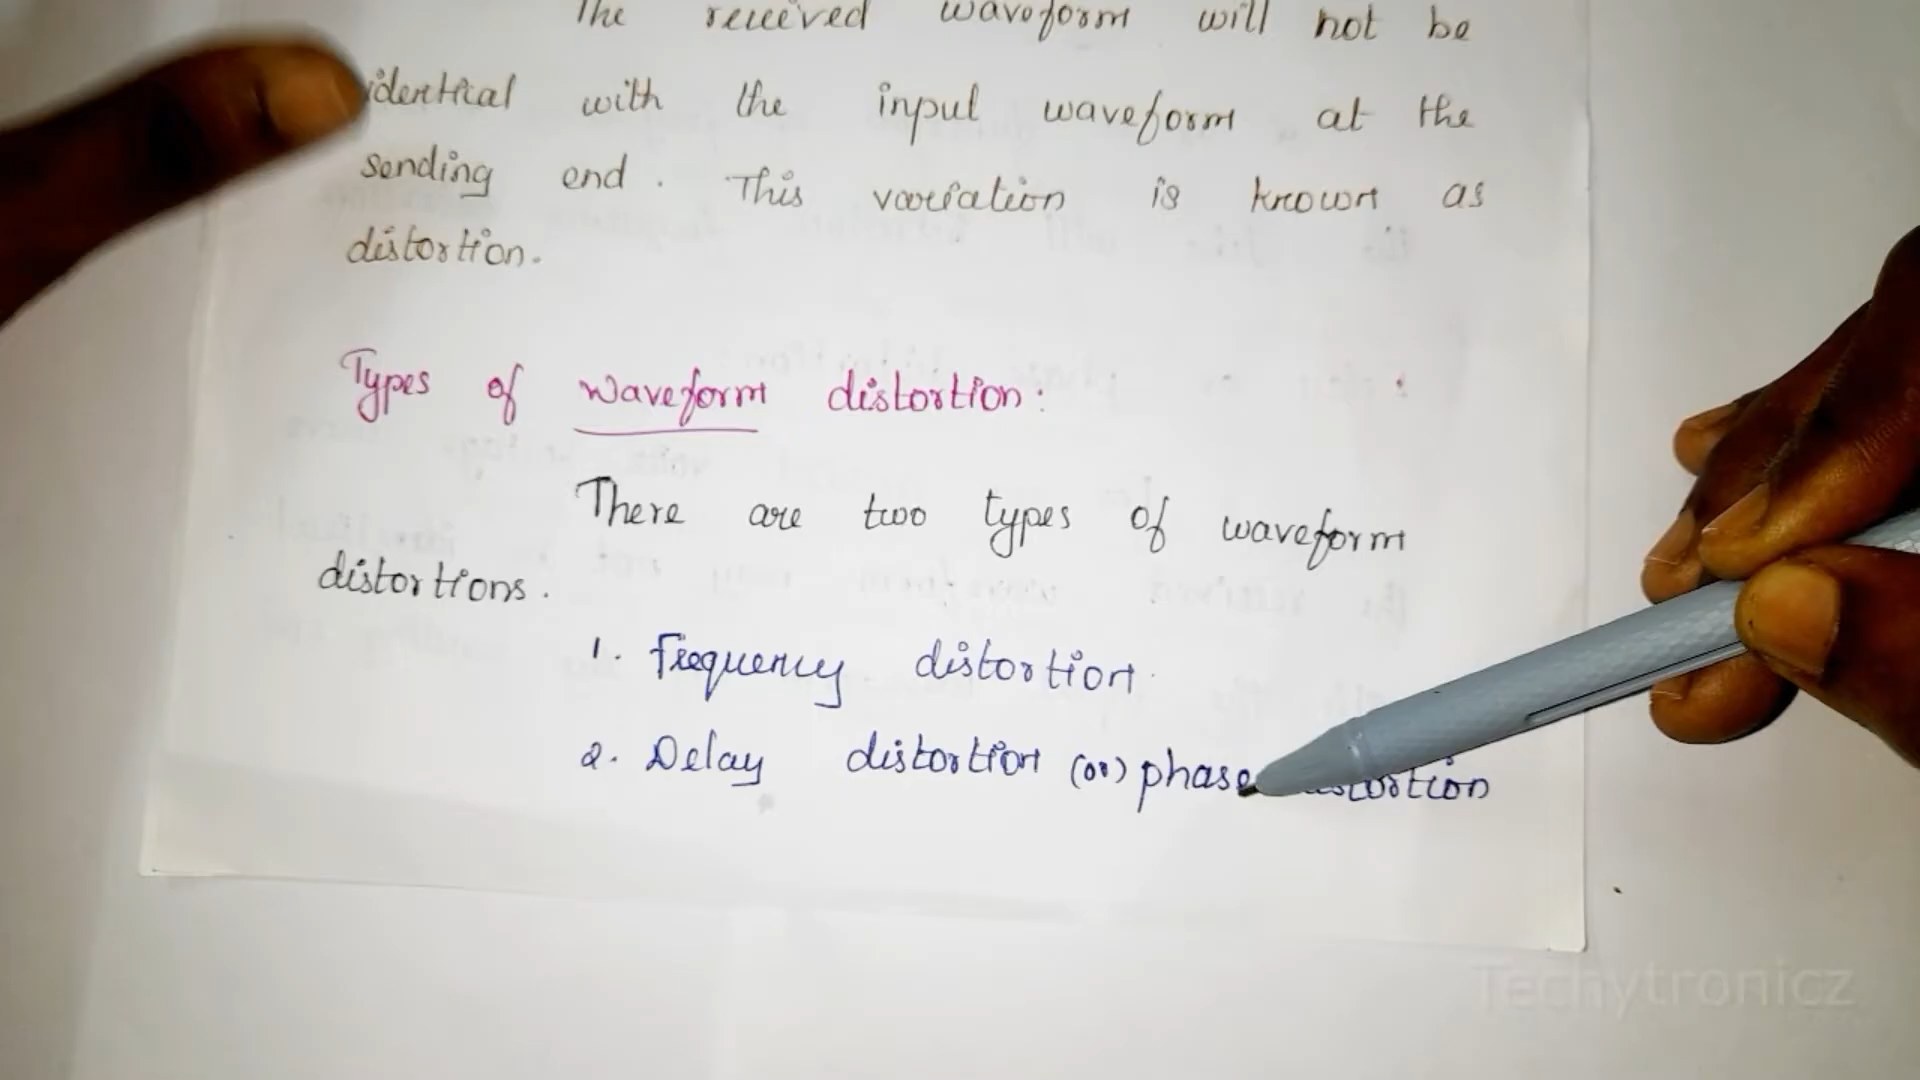 The received waveform will not be
identical with the input waveform at the
sending end. This variation is known as
distortion.
Types of waveform distortion:
There are two types of waveform
distortions.
1. Frequency distortion.
2. Delay distortion (or) phase distortion
Techytronicz